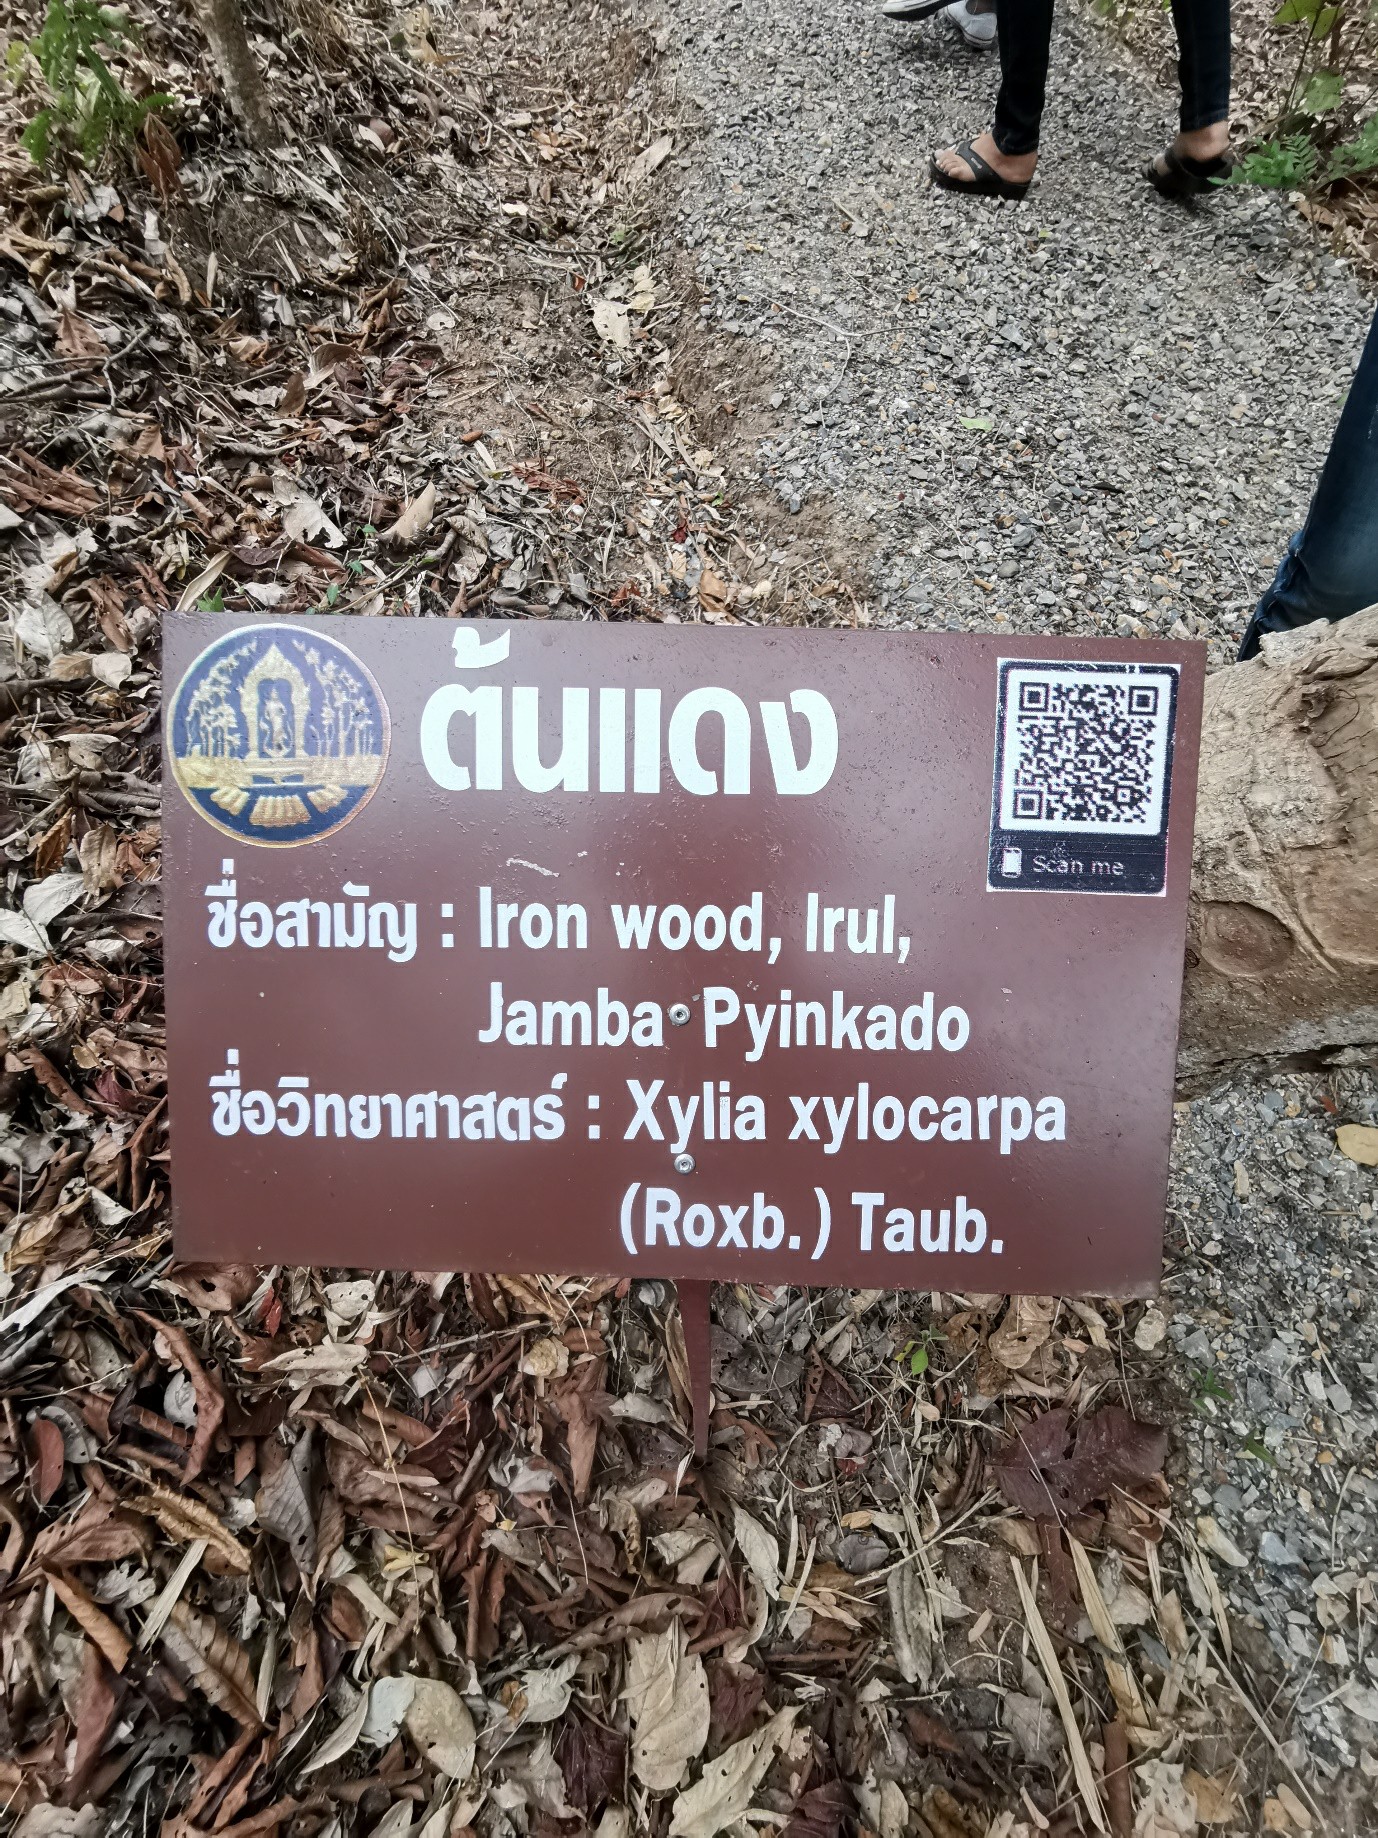 ต้นแดง
Scan me
ชื่อสามัญ : Iron wood, Irul,
Jamba Pyinkado
ชื่อวิทยาศาสตร์ : Xylia xylocarpa
(Roxb.) Taub.